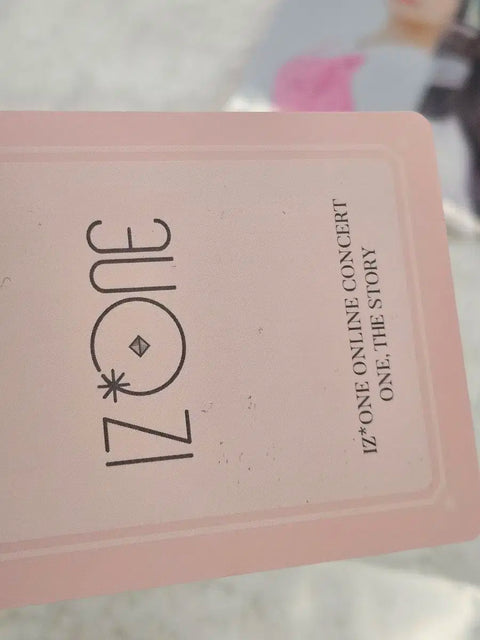 IZ*ONE
IZ*ONE ONLINE CONCERT
ONE, THE STORY